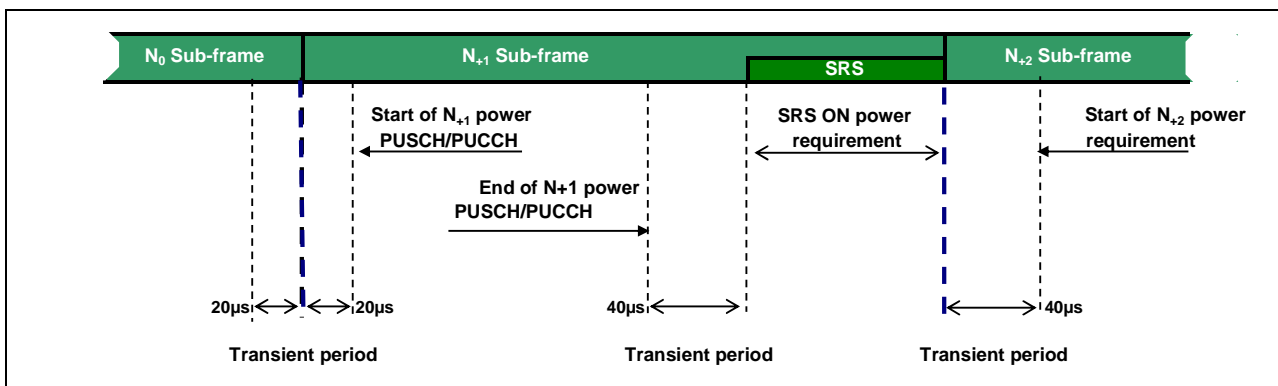 N0 Sub-frame
N+1 Sub-frame
SRS
N+2 Sub-frame
Start of N+1 power
PUSCH/PUCCH
SRS ON power
requirement
Start of N+2 power
requirement
End of N+1 power
PUSCH/PUCCH
20µs
20µs
40µs
40µs
Transient period
Transient period
Transient period